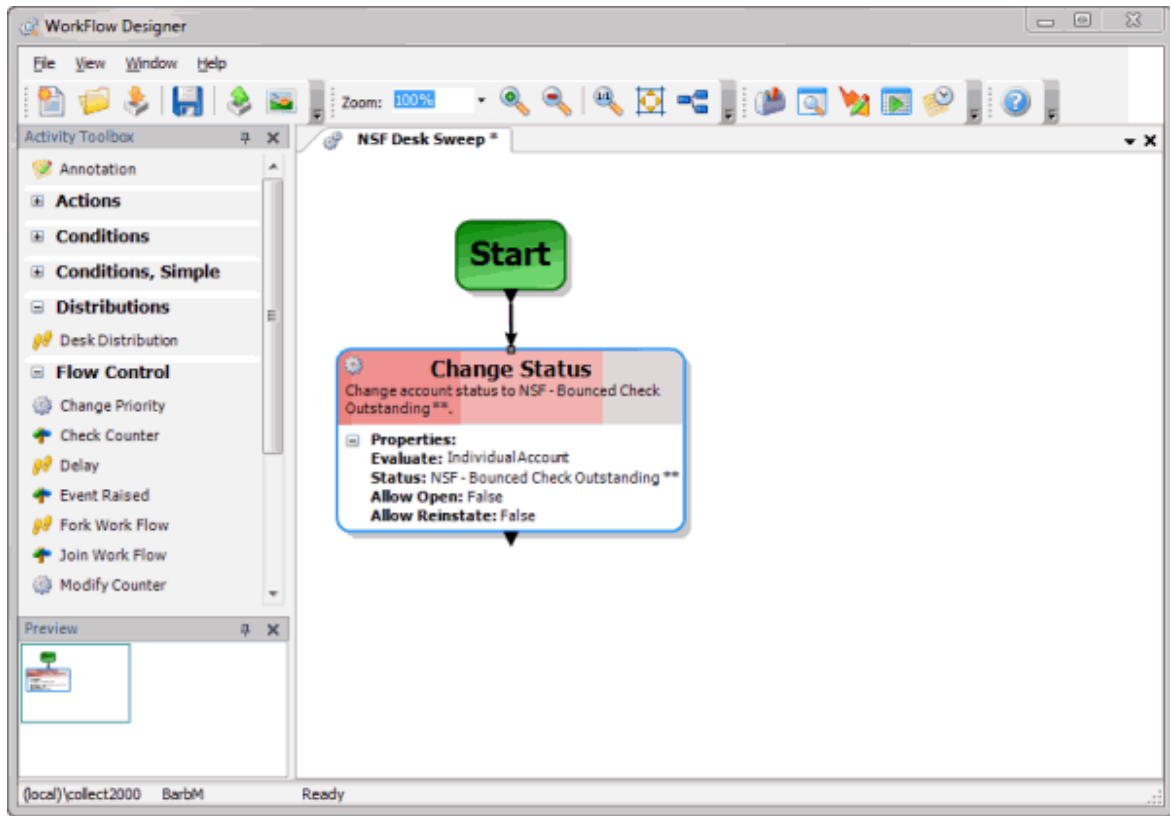 WorkFlow Designer
File View Window Help
Zoom: 100%
1:1
Activity Toolbox
NSF Desk Sweep *
Annotation
Actions
Conditions
Conditions, Simple
Distributions
Desk Distribution
Flow Control
Change Priority
Check Counter
Delay
Event Raised
Fork Work Flow
Join Work Flow
Modify Counter
Start
Change Status
Change account status to NSF - Bounced Check
Outstanding **.
Properties:
Evaluate: Individual Account
Status: NSF - Bounced Check Outstanding **
Allow Open: False
Allow Reinstate: False
Preview
(local)\collect2000 BarbM Ready